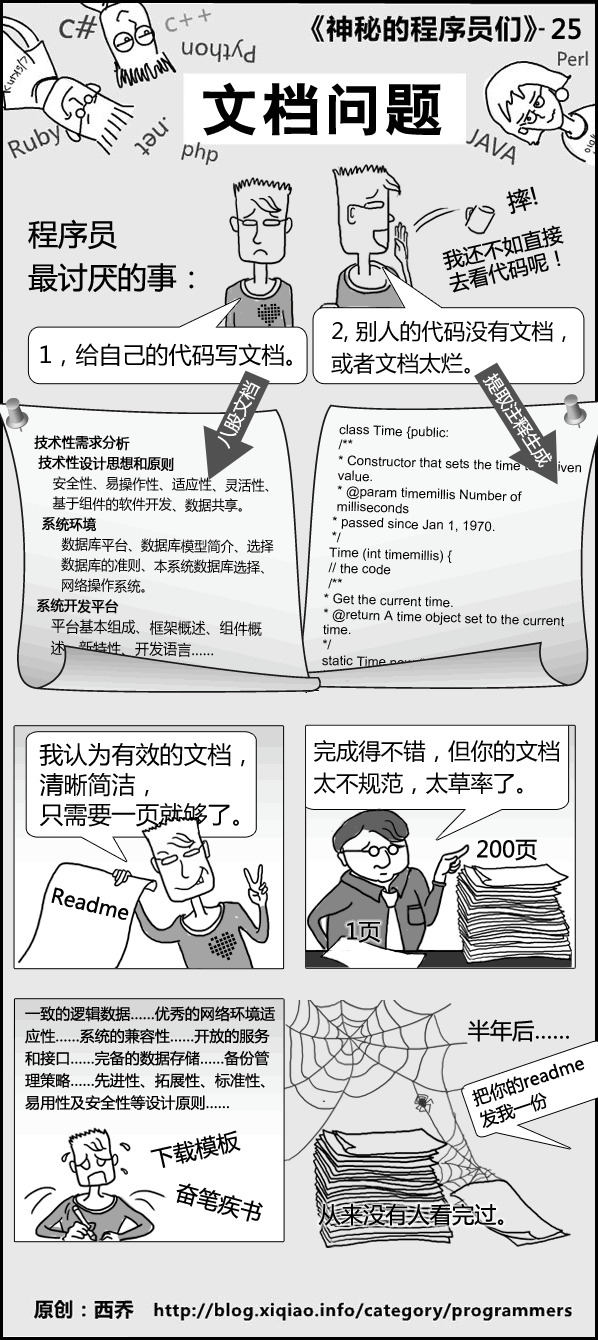 《神秘的程序员们》- 25
C#
C++
Python
Perl
Ruby
.net
php
JAVA
文档问题
程序员
最讨厌的事：
摔!
我还不如直接
去看代码呢！
1，给自己的代码写文档。
2, 别人的代码没有文档，
或者文档太烂。
八股文档
提取注释生成
技术性需求分析
技术性设计思想和原则
安全性、易操作性、适应性、灵活性、
基于组件的软件开发、数据共享。
系统环境
数据库平台、数据库模型简介、选择
数据库的准则、本系统数据库选择、
网络操作系统。
系统开发平台
平台基本组成、框架概述、组件概
述、新特性、开发语言......
class Time {public:
/**
* Constructor that sets the time
value.
* @param timemillis Number of
milliseconds
* passed since Jan 1, 1970.
*/
Time (int timemillis) {
// the code
/**
* Get the current time.
* @return A time object set to the current
time.
*/
static Time
我认为有效的文档，
清晰简洁，
只需要一页就够了。
Readme
完成得不错，但你的文档
太不规范，太草率了。
200页
1页
一致的逻辑数据......优秀的网络环境适
应性......系统的兼容性......开放的服务
和接口......完备的数据存储......备份管
理策略......先进性、拓展性、标准性、
易用性及安全性等设计原则......
下载模板
奋笔疾书
半年后......
把你的readme
发我一份
从来没有人看完过。
原创：西乔 http://blog.xiqiao.info/category/programmers